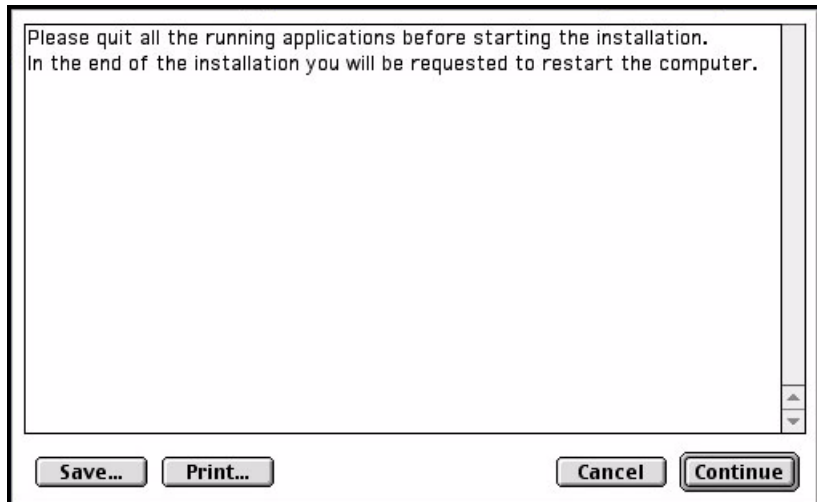 Please quit all the running applications before starting the installation.
In the end of the installation you will be requested to restart the computer.
Save...
Print...
Cancel
Continue